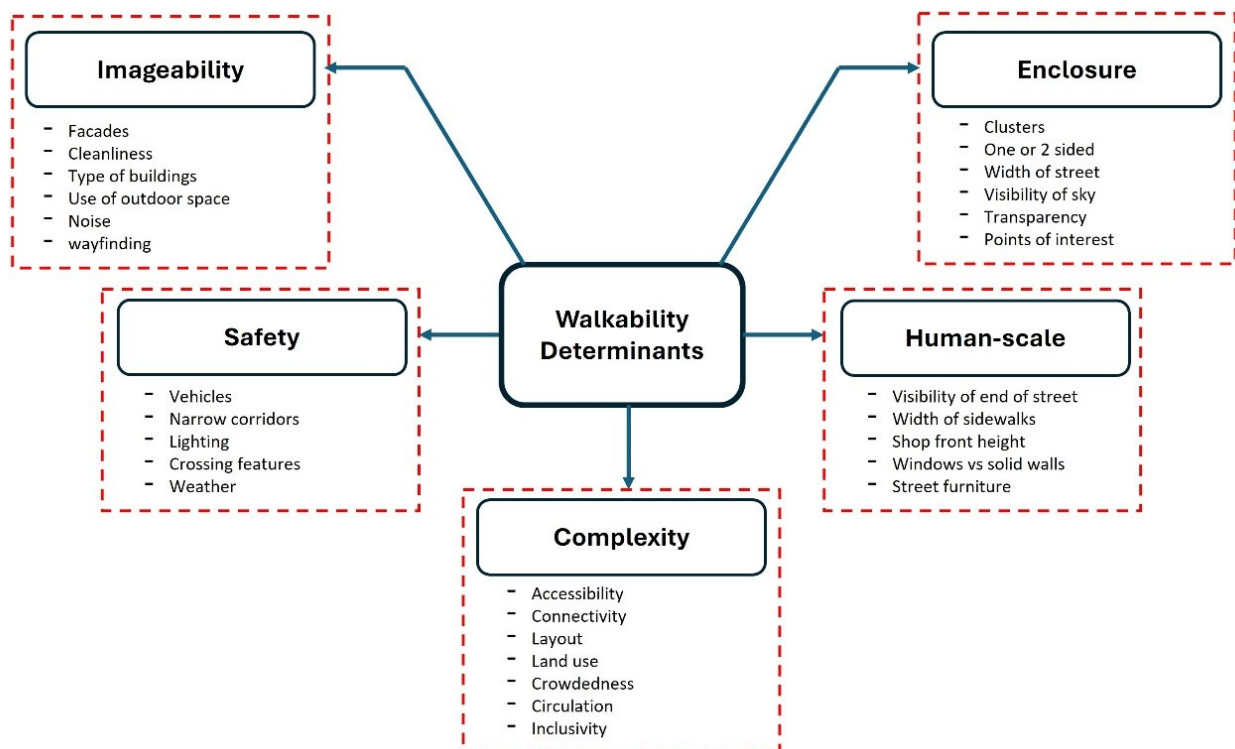 Imageability
- Facades
- Cleanliness
- Type of buildings
- Use of outdoor space
- Noise
- wayfinding
Enclosure
- Clusters
- One or 2 sided
- Width of street
- Visibility of sky
- Transparency
- Points of interest
Walkability
Determinants
Safety
- Vehicles
- Narrow corridors
- Lighting
- Crossing features
- Weather
Human-scale
- Visibility of end of street
- Width of sidewalks
- Shop front height
- Windows vs solid walls
- Street furniture
Complexity
- Accessibility
- Connectivity
- Layout
- Land use
- Crowdedness
- Circulation
- Inclusivity